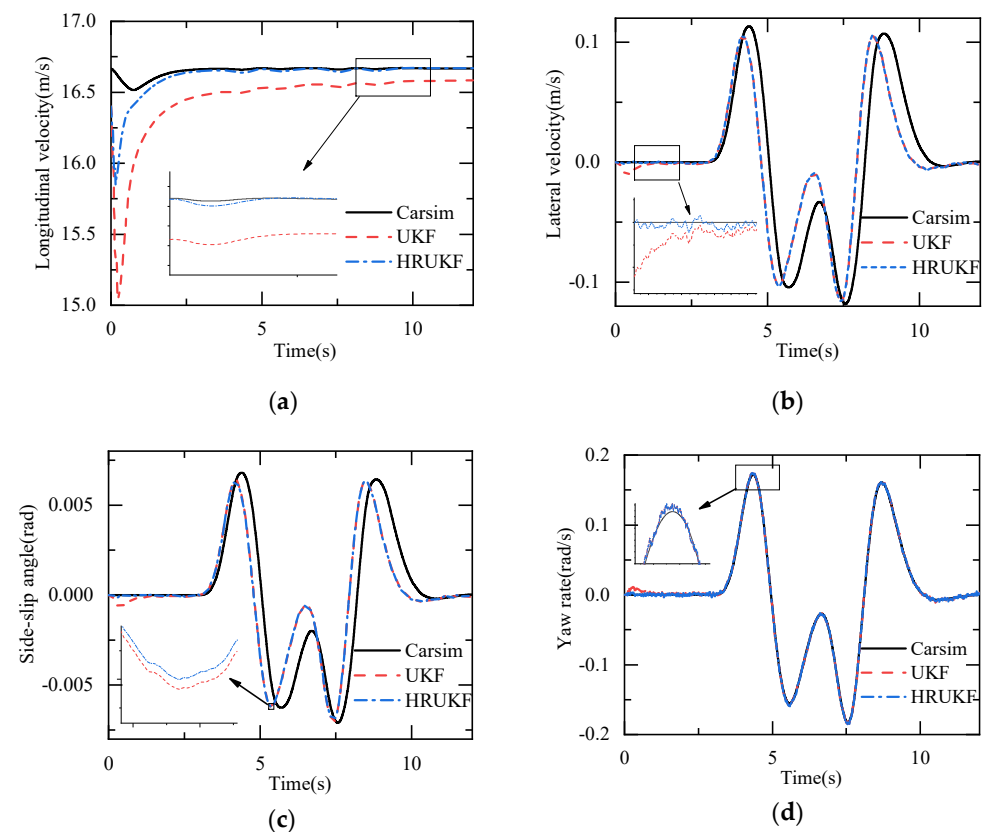 (a)
17.0
16.5
16.0
15.5
15.0
Longitudinal velocity(m/s)
Carsim
UKF
HRUKF
0
5
10
Time(s)
(b)
0.1
0.0
-0.1
Lateral velocity(m/s)
Carsim
UKF
HRUKF
0
5
10
Time(s)
(a)
(b)
(c)
0.005
0.000
-0.005
Side-slip angle(rad)
Carsim
UKF
HRUKF
0
5
10
Time(s)
(d)
0.2
0.1
0.0
-0.1
-0.2
Yaw rate(rad/s)
Carsim
UKF
HRUKF
0
5
10
Time(s)
(c)
(d)